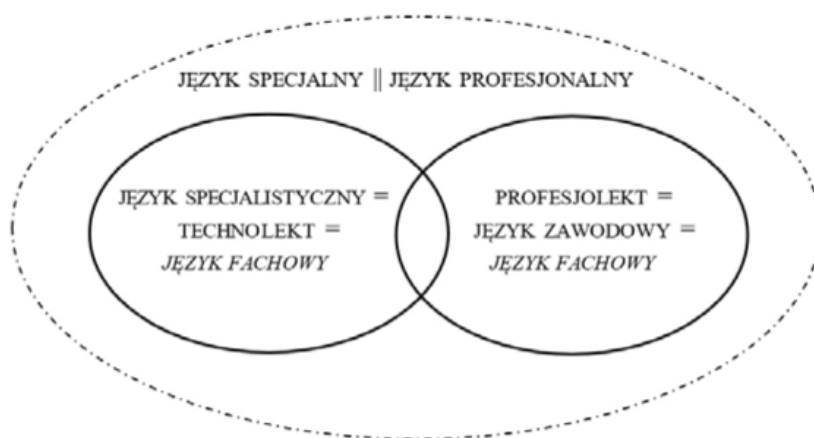 JĘZYK SPECJALNY || JĘZYK PROFESJONALNY
JĘZYK SPECJALISTYCZNY =
TECHNOLEKT =
JĘZYK FACHOWY
PROFESJOLEKT =
JĘZYK ZAWODOWY =
JĘZYK FACHOWY